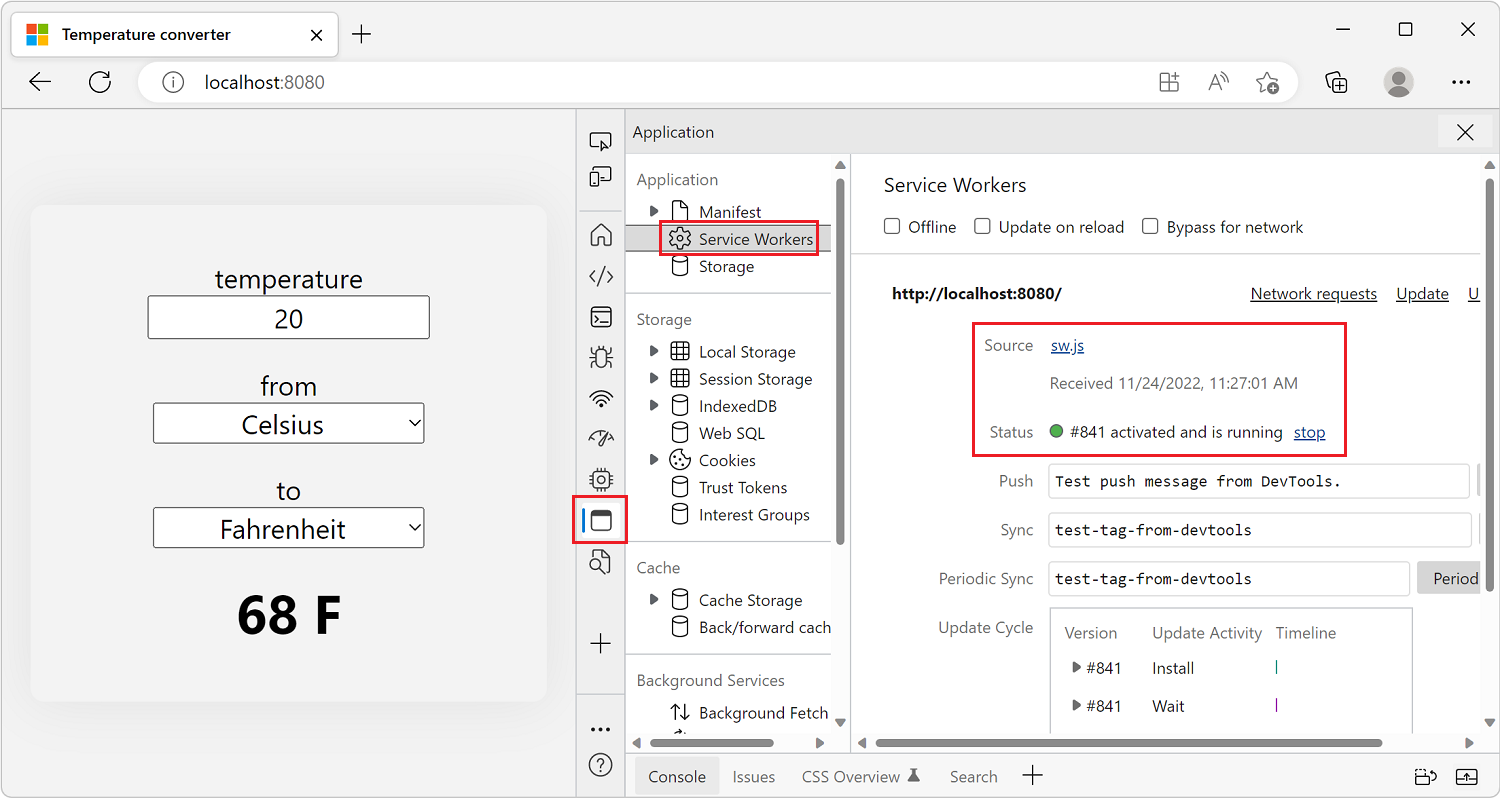 Temperature converter
localhost:8080
temperature
20
from
Celsius
to
Fahrenheit
68 F
Application
Application
Manifest
Service Workers
Storage
Storage
Local Storage
Session Storage
IndexedDB
Web SQL
Cookies
Trust Tokens
Interest Groups
Cache
Cache Storage
Back/forward cach
Background Services
Background Fetch
Service Workers
Offline Update on reload Bypass for network
http://localhost:8080/ Network requests Update U
Source sw.js
Received 11/24/2022, 11:27:01 AM
Status #841 activated and is running stop
Push Test push message from DevTools.
Sync test-tag-from-devtools
Periodic Sync test-tag-from-devtools Period
Update Cycle Version Update Activity Timeline
#841 Install
#841 Wait
Console Issues CSS Overview Search